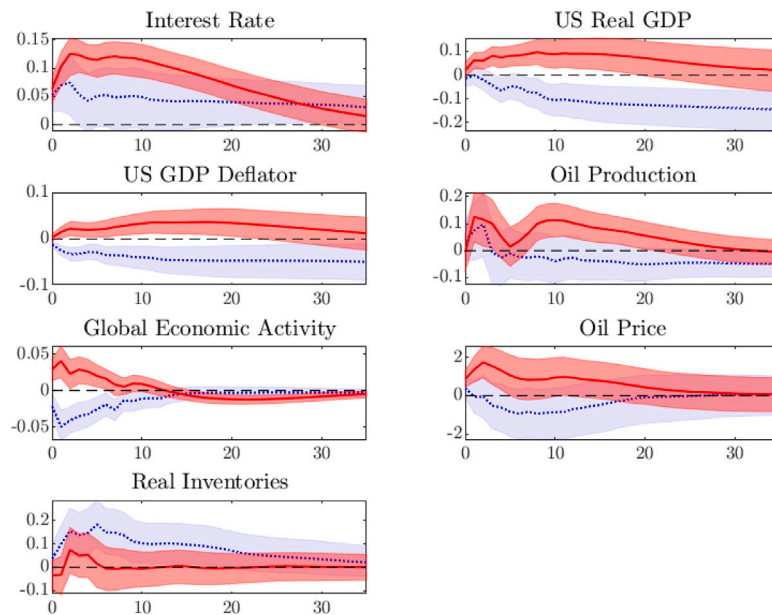 Interest Rate
0.15
0.1
0.05
0
0 10 20 30
US Real GDP
0.1
0
-0.1
-0.2
0 10 20 30
US GDP Deflator
0.1
0
-0.1
0 10 20 30
Oil Production
0.2
0.1
0
-0.1
0 10 20 30
Global Economic Activity
0.05
0
-0.05
0 10 20 30
Oil Price
2
0
-2
0 10 20 30
Real Inventories
0.2
0.1
0
-0.1
0 10 20 30